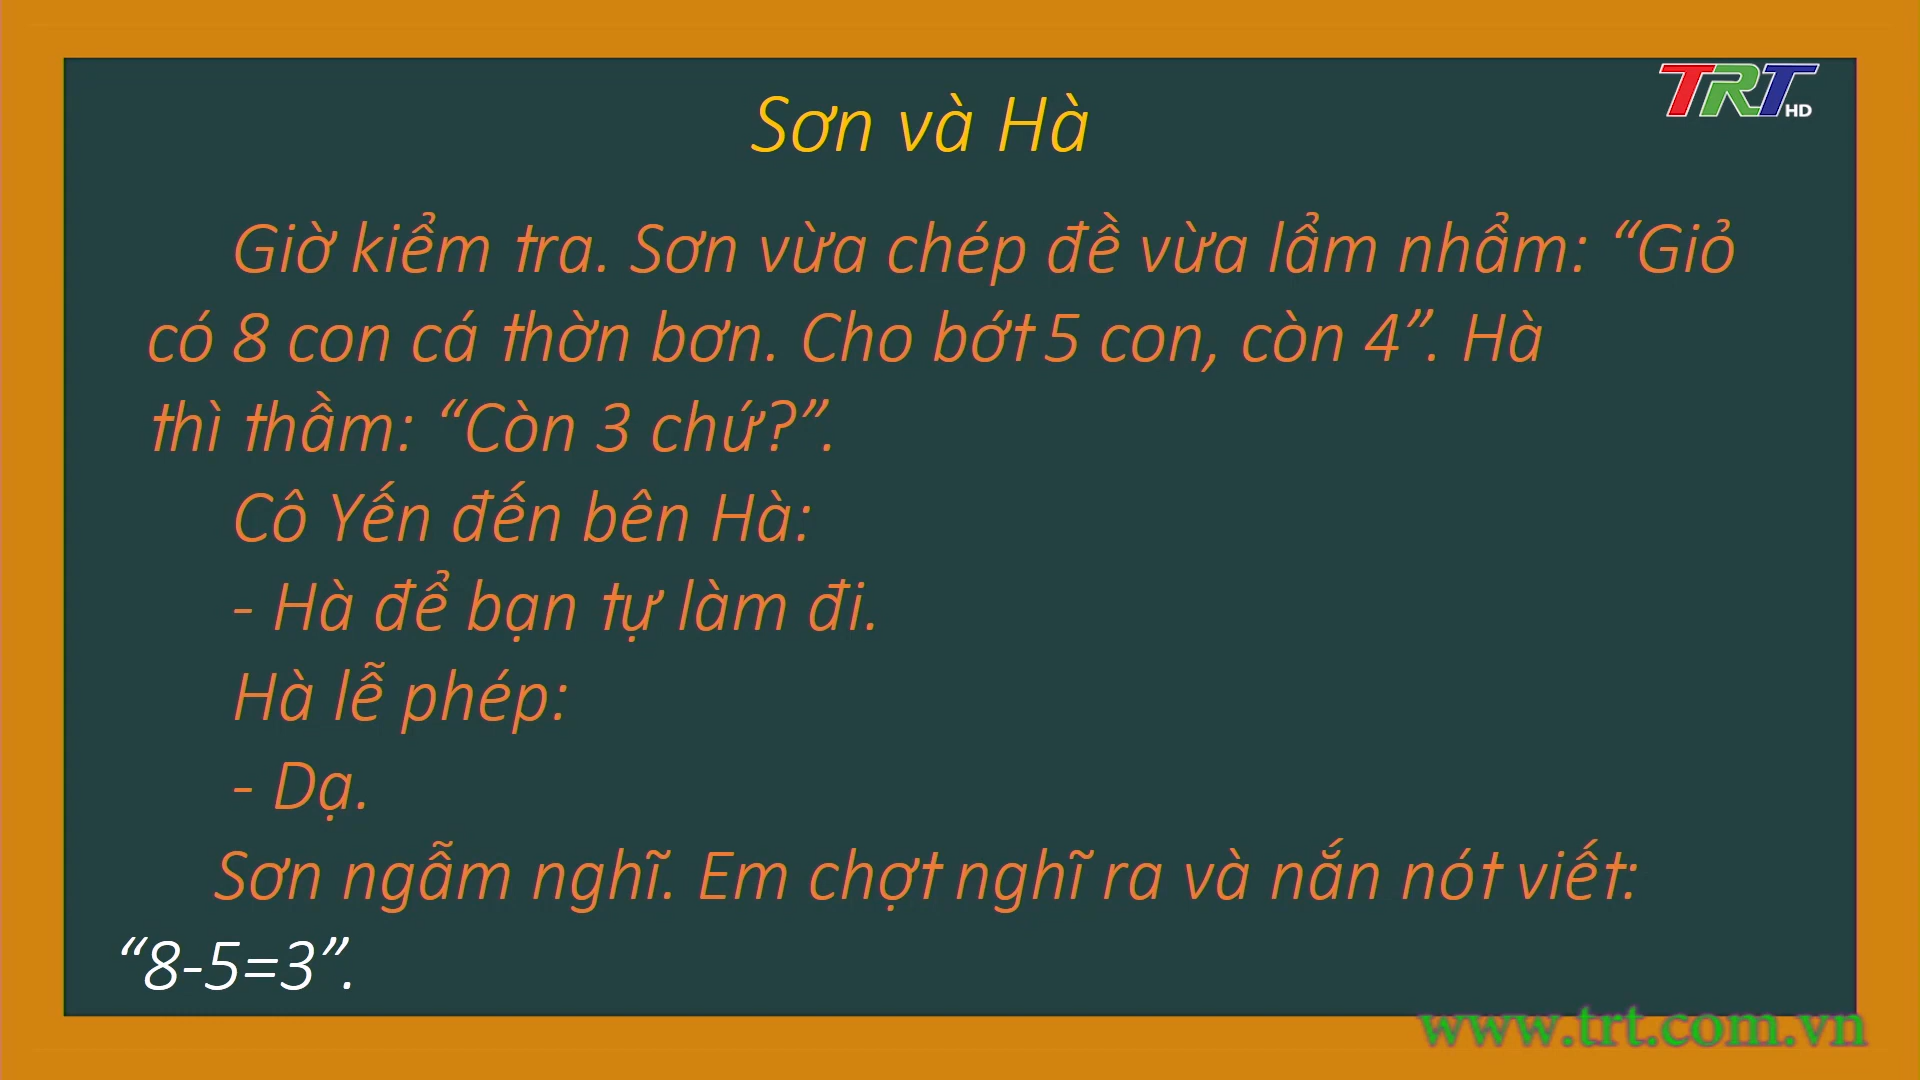 TRT HD
Sơn và Hà
Giờ kiểm tra. Sơn vừa chép đề vừa lẩm nhẩm: “Giỏ
có 8 con cá thờn bơn. Cho bớt 5 con, còn 4”. Hà
thì thầm: “Còn 3 chứ?”.
Cô Yến đến bên Hà:
- Hà để bạn tự làm đi.
Hà lễ phép:
- Dạ.
Sơn ngẫm nghĩ. Em chợt nghĩ ra và nắn nót viết:
“8-5=3”.
www.trt.com.vn